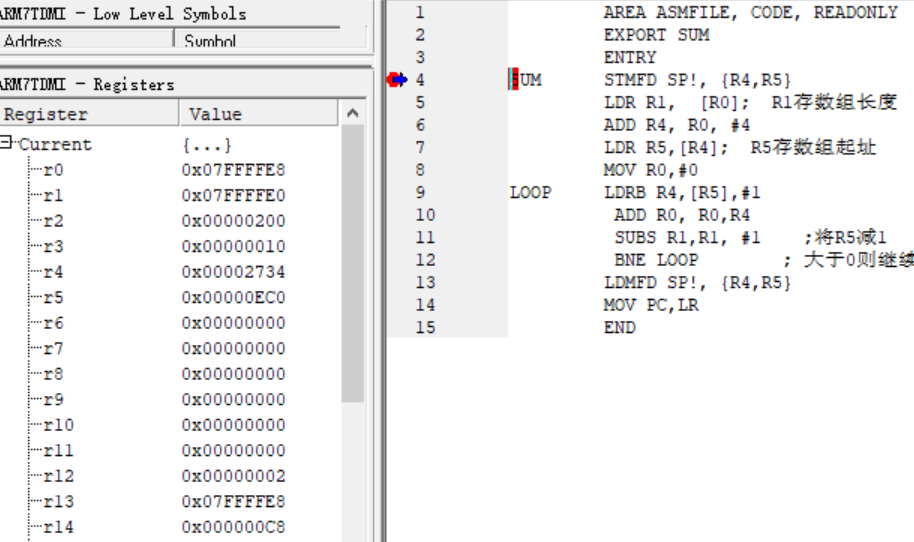 ARM7TDMI - Low Level Symbols
Address Symbol
ARM7TDMI - Registers
Register Value
Current {...}
r0 0x07FFFFE8
r1 0x07FFFFE0
r2 0x00000200
r3 0x00000010
r4 0x00002734
r5 0x00000EC0
r6 0x00000000
r7 0x00000000
r8 0x00000000
r9 0x00000000
r10 0x00000000
r11 0x00000000
r12 0x00000002
r13 0x07FFFFE8
r14 0x000000C8
1 AREA ASMFILE, CODE, READONLY
2 EXPORT SUM
3 ENTRY
4 SUM STMFD SP!, {R4,R5}
5 LDR R1, [R0]; R1存数组长度
6 ADD R4, R0, #4
7 LDR R5,[R4]; R5存数组起址
8 MOV R0,#0
9 LOOP LDRB R4,[R5],#1
10 ADD R0, R0,R4
11 SUBS R1,R1, #1 ;将R5减1
12 BNE LOOP ; 大于0则继续
13 LDMFD SP!, {R4,R5}
14 MOV PC,LR
15 END